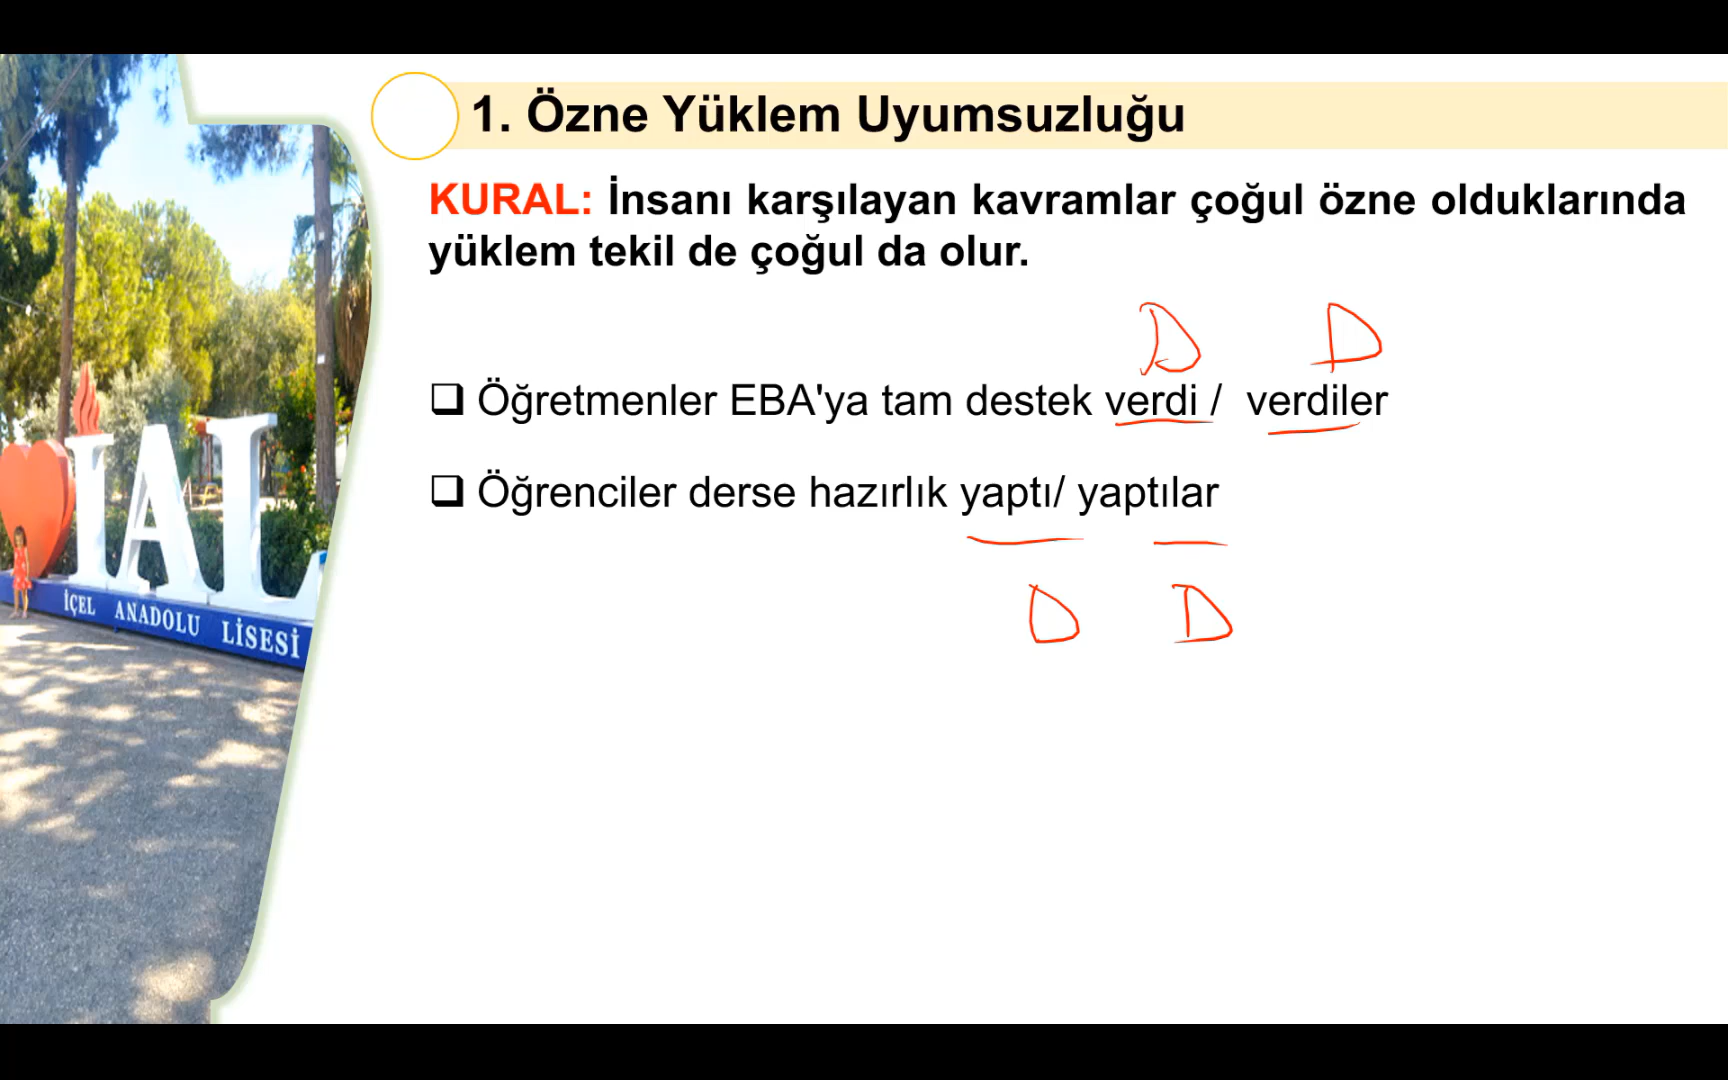 1. Özne Yüklem Uyumsuzluğu
KURAL: İnsanı karşılayan kavramlar çoğul özne olduklarında
yüklem tekil de çoğul da olur.
D D
Öğretmenler EBA'ya tam destek verdi / verdiler
Öğrenciler derse hazırlık yaptı/ yaptılar
D D
İAL
İÇEL ANADOLU LİSESİ